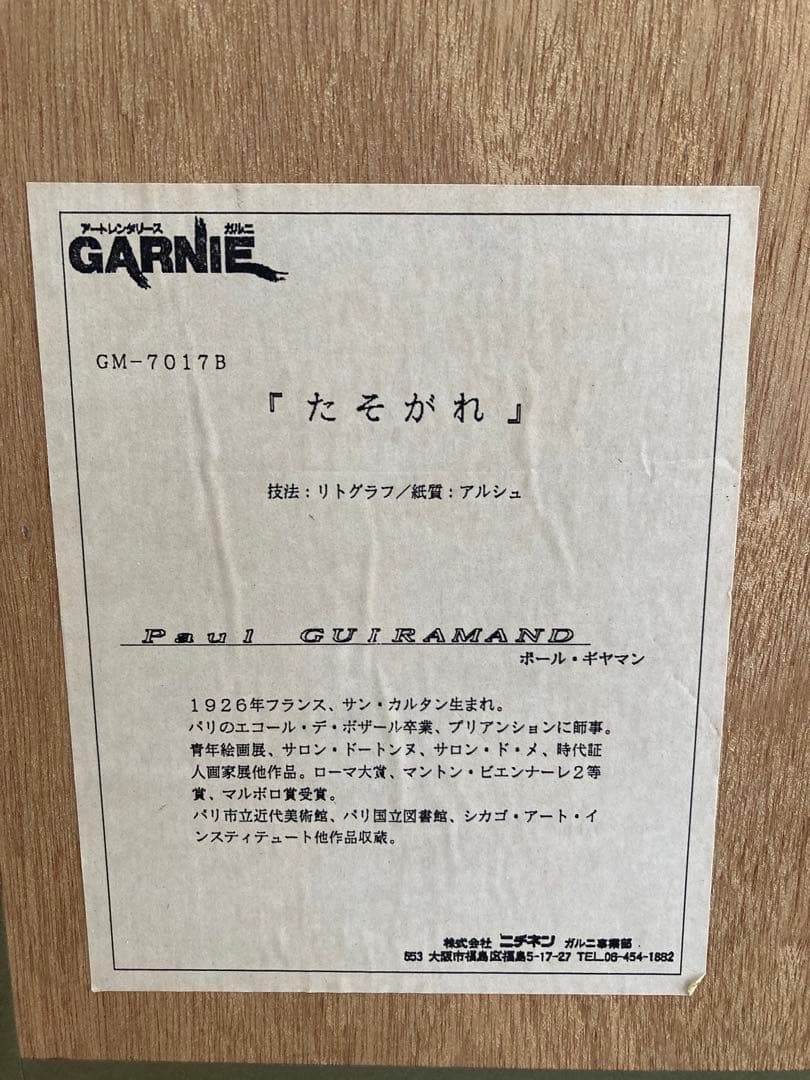 アートレンタリース ガルニ
GARNIE
GM-7017B
『たそがれ』
技法：リトグラフ／紙質：アルシュ
Paul GUIRAMAND
ポール・ギヤマン
1926年フランス、サン・カルタン生まれ。
パリのエコール・デ・ボザール卒業、ブリアンションに師事。
青年絵画展、サロン・ドートンヌ、サロン・ド・メ、時代証
人画家展他作品。ローマ大賞、マントン・ビエンナーレ2等
賞、マルボロ賞受賞。
パリ市立近代美術館、パリ国立図書館、シカゴ・アート・イ
ンスティテュート他作品収蔵。
株式会社 ニチネン ガルニ事業部
553 大阪市福島区福島5-17-27 TEL.06-454-1882